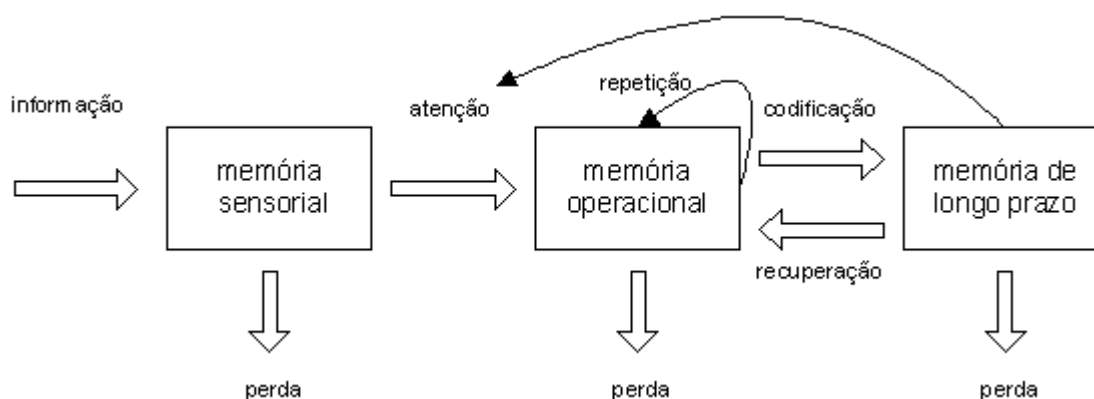 repetição
informação
atenção
codificação
memória
sensorial
memória
operacional
memória de
longo prazo
recuperação
perda
perda
perda